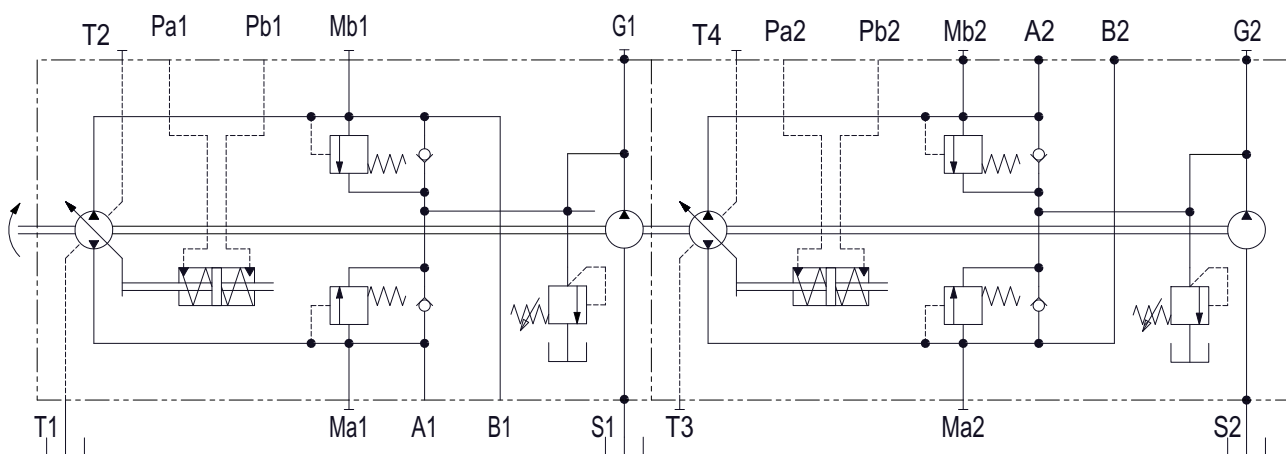 T2 Pa1 Pb1 Mb1 G1 T4 Pa2 Pb2 Mb2 A2 B2 G2
T1 Ma1 A1 B1 S1 T3 Ma2 S2